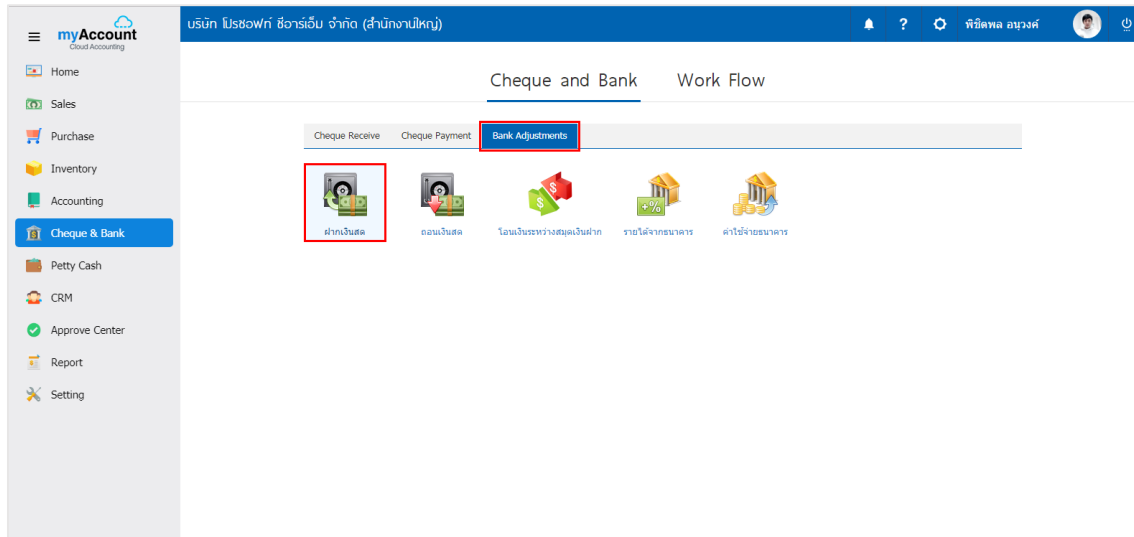 myAccount
Cloud Accounting
บริษัท โปรซอฟท์ ซีอาร์เอ็ม จำกัด (สำนักงานใหญ่)
?
พิชิตพล อนุวงค์
Home
Sales
Purchase
Inventory
Accounting
Cheque & Bank
Petty Cash
CRM
Approve Center
Report
Setting
Cheque and Bank Work Flow
Cheque Receive Cheque Payment Bank Adjustments
ฝากเงินสด ถอนเงินสด โอนเงินระหว่างสมุดเงินฝาก รายได้จากธนาคาร ค่าใช้จ่ายธนาคาร